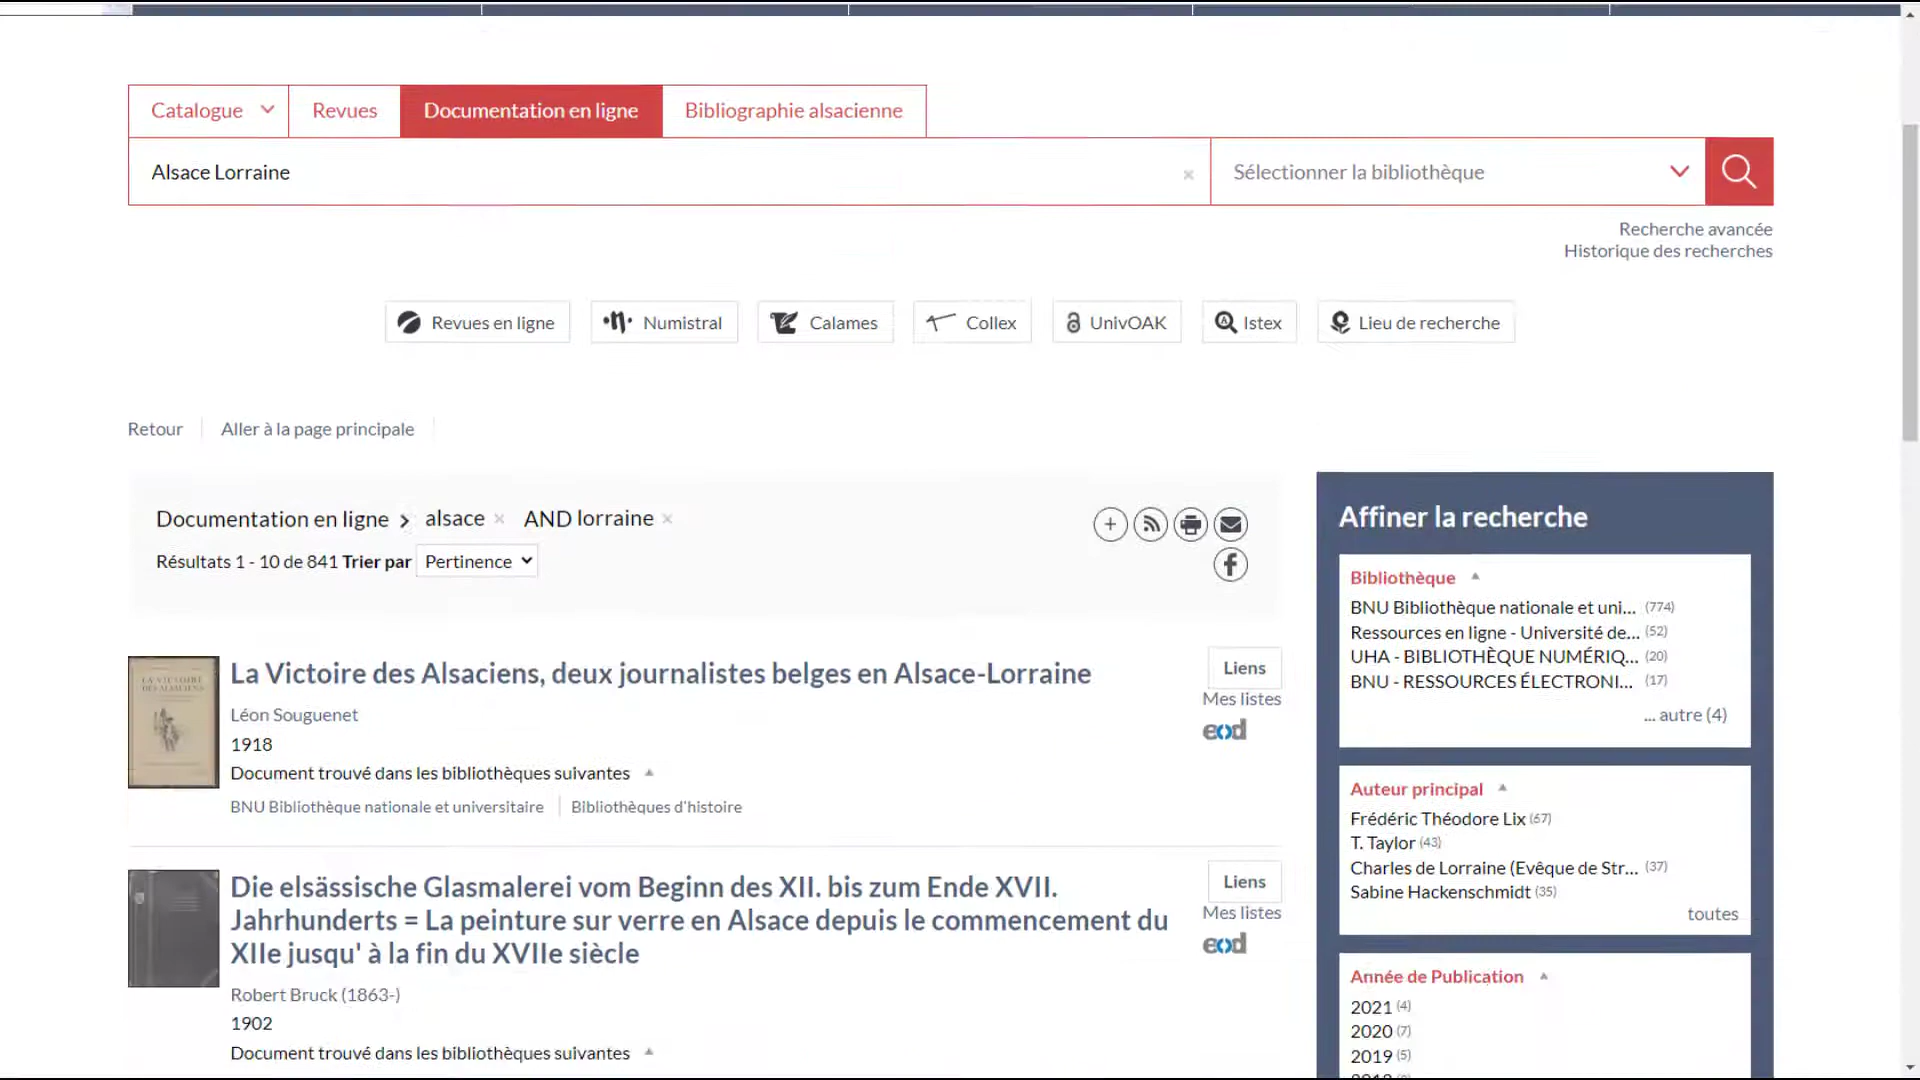 Catalogue
Revues
Documentation en ligne
Bibliographie alsacienne
Alsace Lorraine
×
Sélectionner la bibliothèque
Recherche avancée
Historique des recherches
Revues en ligne
Numistral
Calames
Collex
UnivOAK
Istex
Lieu de recherche
Retour
Aller à la page principale
Documentation en ligne > alsace × AND lorraine ×
Résultats 1 - 10 de 841 Trier par Pertinence
La Victoire des Alsaciens, deux journalistes belges en Alsace-Lorraine
Léon Souguenet
1918
Document trouvé dans les bibliothèques suivantes
BNU Bibliothèque nationale et universitaire
Bibliothèques d'histoire
Liens
Mes listes
eod
LA VICTOIRE
DES ALSACIENS
Die elsässische Glasmalerei vom Beginn des XII. bis zum Ende XVII.
Jahrhunderts = La peinture sur verre en Alsace depuis le commencement du
XIIe jusqu' à la fin du XVIIe siècle
Robert Bruck (1863-)
1902
Document trouvé dans les bibliothèques suivantes
Liens
Mes listes
eod
Affiner la recherche
Bibliothèque
BNU Bibliothèque nationale et uni... (774)
Ressources en ligne - Université de... (52)
UHA - BIBLIOTHÈQUE NUMÉRIQ... (20)
BNU - RESSOURCES ÉLECTRONI... (17)
... autre (4)
Auteur principal
Frédéric Théodore Lix (67)
T. Taylor (43)
Charles de Lorraine (Evêque de Str... (37)
Sabine Hackenschmidt (35)
toutes
Année de Publication
2021 (4)
2020 (7)
2019 (5)